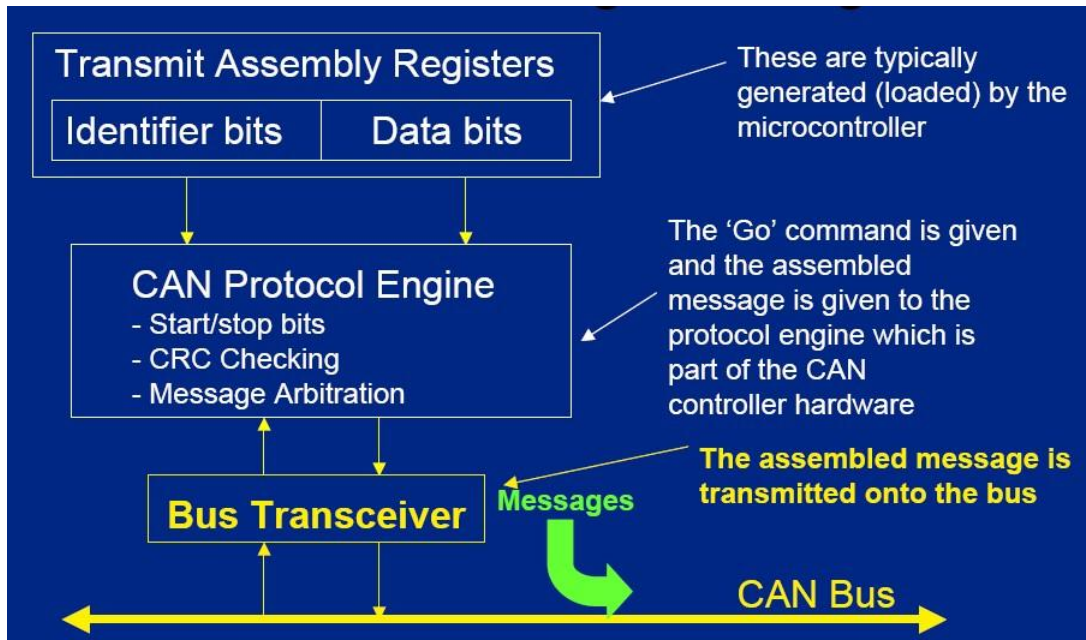 Transmit Assembly Registers
Identifier bits
Data bits
These are typically
generated (loaded) by the
microcontroller
CAN Protocol Engine
- Start/stop bits
- CRC Checking
- Message Arbitration
The ‘Go’ command is given
and the assembled
message is given to the
protocol engine which is
part of the CAN
controller hardware
Bus Transceiver
Messages
The assembled message is
transmitted onto the bus
CAN Bus